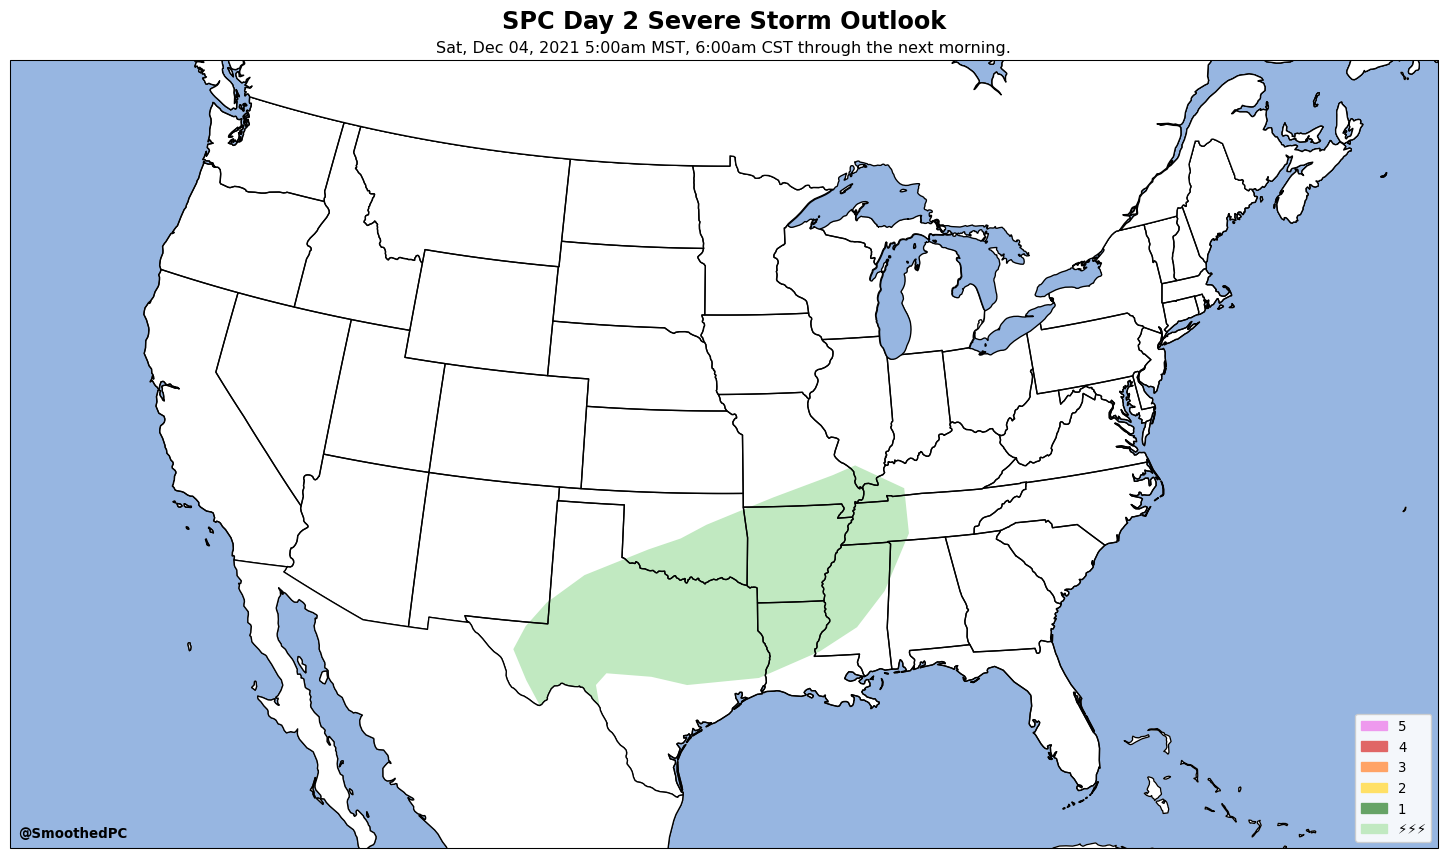 SPC Day 2 Severe Storm Outlook
Sat, Dec 04, 2021 5:00am MST, 6:00am CST through the next morning.
5
4
3
2
1
⚡⚡⚡
@SmoothedPC